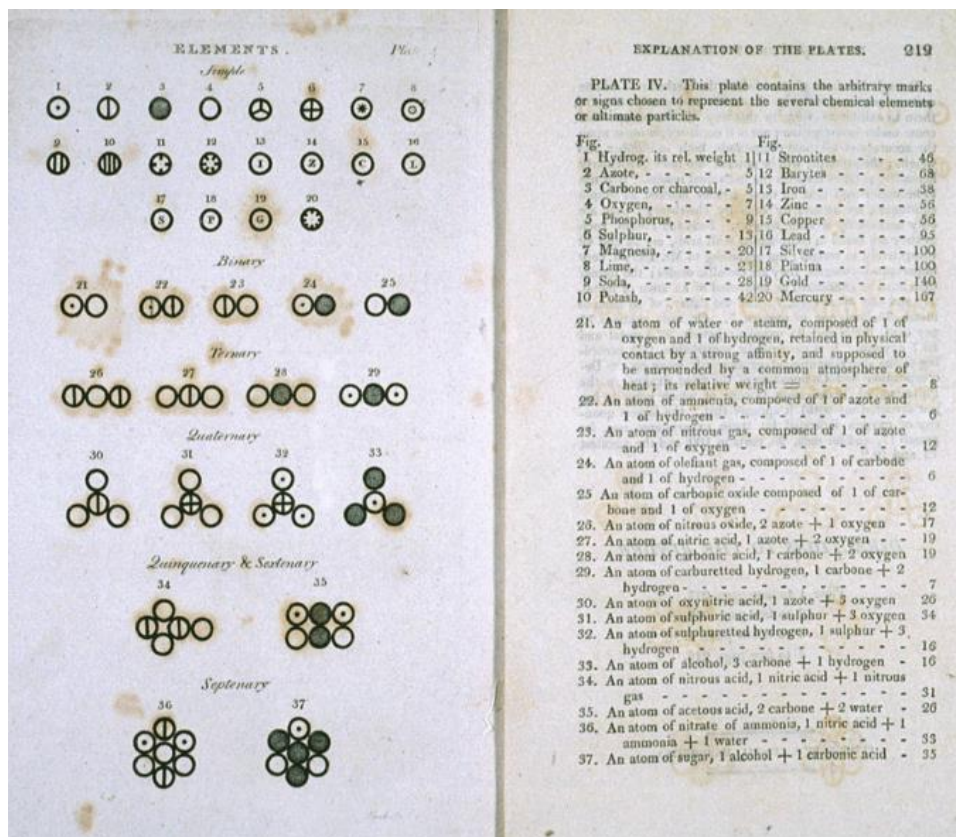 ELEMENTS.
Simple
1 2 3 4 5 6 7 8
9 10 11 12 13 14 15 16
I Z C L
17 18 19 20
S P G
Binary
21 22 23 24 25
Ternary
26 27 28 29
Quaternary
30 31 32 33
Quinquenary & Sextenary
34 35
Septenary
36 37
EXPLANATION OF THE PLATES. 219
PLATE IV. This plate contains the arbitrary marks
or signs chosen to represent the several chemical elements
or ultimate particles.
Fig. Fig.
1 Hydrog. its rel. weight 1 11 Strontites - - - 46
2 Azote, - - - - 5 12 Barytes - - - - 68
3 Carbone or charcoal, - 5 13 Iron - - - - - 38
4 Oxygen, - - - 7 14 Zinc - - - - - 56
5 Phosphorus, - - - 9 15 Copper - - - - 56
6 Sulphur, - - - - 13 16 Lead - - - - - 95
7 Magnesia, - - - 20 17 Silver - - - - 100
8 Lime, - - - - - 23 18 Platina - - - 100
9 Soda, - - - - - 28 19 Gold - - - - - 140
10 Potash, - - - - 42 20 Mercury - - - 167
21. An atom of water or steam, composed of 1 of
oxygen and 1 of hydrogen, retained in physical
contact by a strong affinity, and supposed to
be surrounded by a common atmosphere of
heat; its relative weight = - - - - - 8
22. An atom of ammonia, composed of 1 of azote and
1 of hydrogen - - - - - - - - - 6
23. An atom of nitrous gas, composed of 1 of azote
and 1 of oxygen - - - - - - - - 12
24. An atom of olefiant gas, composed of 1 of carbone
and 1 of hydrogen - - - - - - - - 6
25 An atom of carbonic oxide composed of 1 of car-
bone and 1 of oxygen - - - - - - - 12
26. An atom of nitrous oxide, 2 azote + 1 oxygen - 17
27. An atom of nitric acid, 1 azote + 2 oxygen - - 19
28. An atom of carbonic acid, 1 carbone + 2 oxygen 19
29. An atom of carburetted hydrogen, 1 carbone + 2
hydrogen - - - - - - - - - - - 7
30. An atom of oxynitric acid, 1 azote + 3 oxygen 26
31. An atom of sulphuric acid, 1 sulphur + 3 oxygen 34
32. An atom of sulphuretted hydrogen, 1 sulphur + 3
hydrogen - - - - - - - - - - - 16
33. An atom of alcohol, 3 carbone + 1 hydrogen - 16
34. An atom of nitrous acid, 1 nitric acid + 1 nitrous
gas - - - - - - - - - - - - 31
35. An atom of acetous acid, 2 carbone + 2 water - 26
36. An atom of nitrate of ammonia, 1 nitric acid + 1
ammonia + 1 water - - - - - - - - 33
37. An atom of sugar, 1 alcohol + 1 carbonic acid - 35